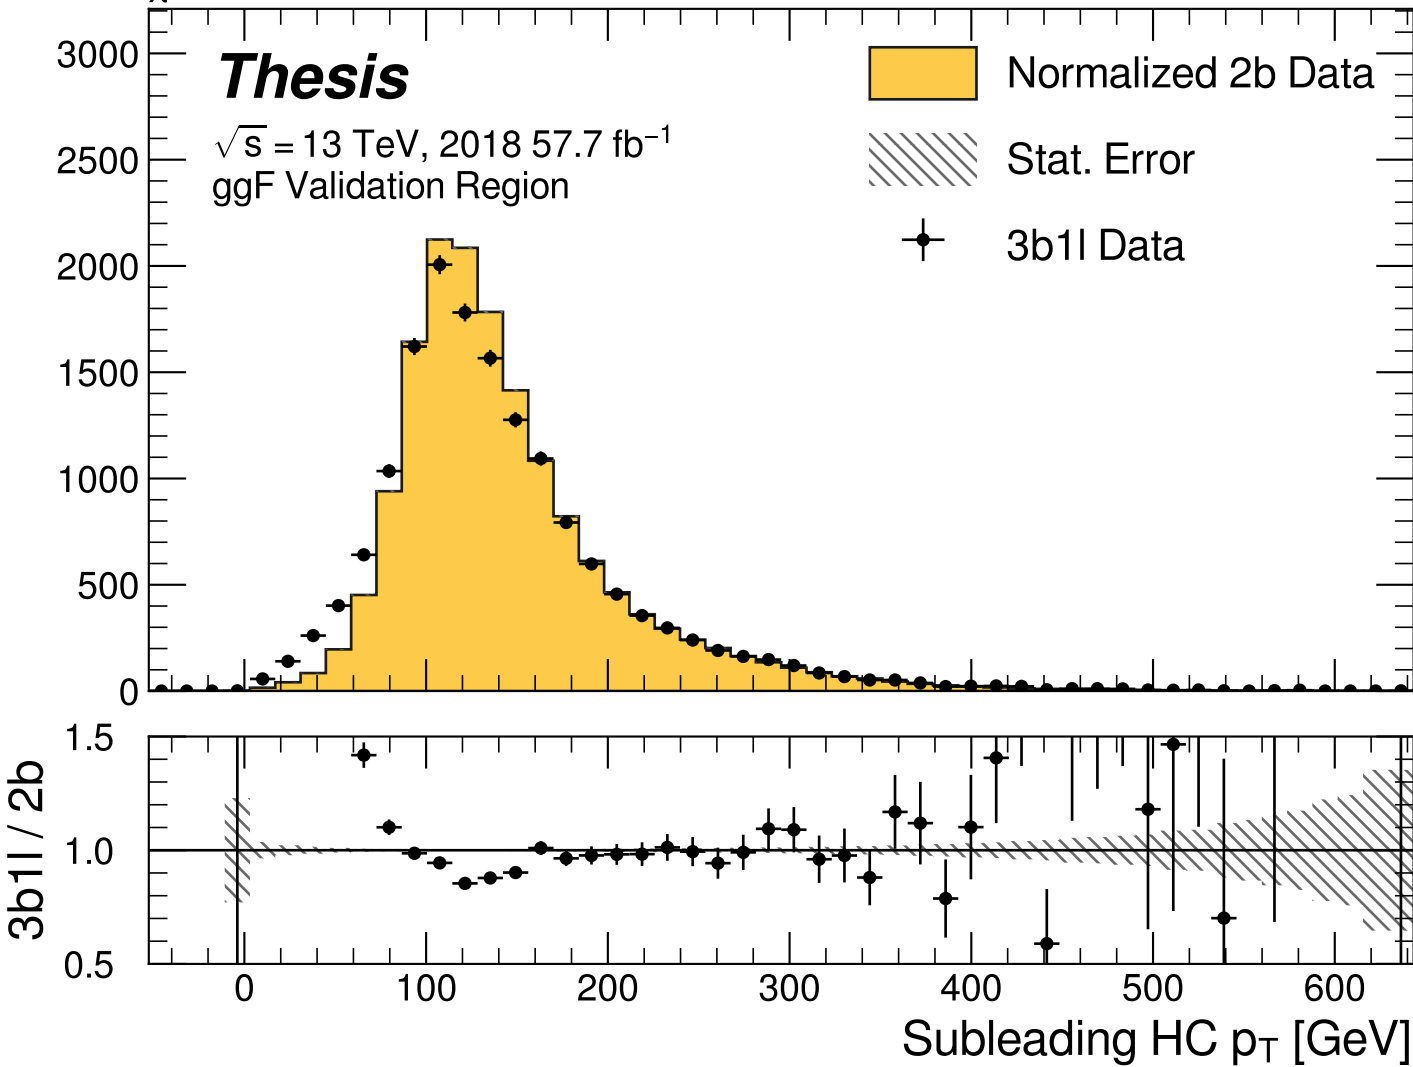 3000
2500
2000
1500
1000
500
0
Thesis
√s = 13 TeV, 2018 57.7 fb⁻¹
ggF Validation Region
Normalized 2b Data
Stat. Error
3b1l Data
3b1l / 2b
1.5
1.0
0.5
0 100 200 300 400 500 600
Subleading HC p_T [GeV]